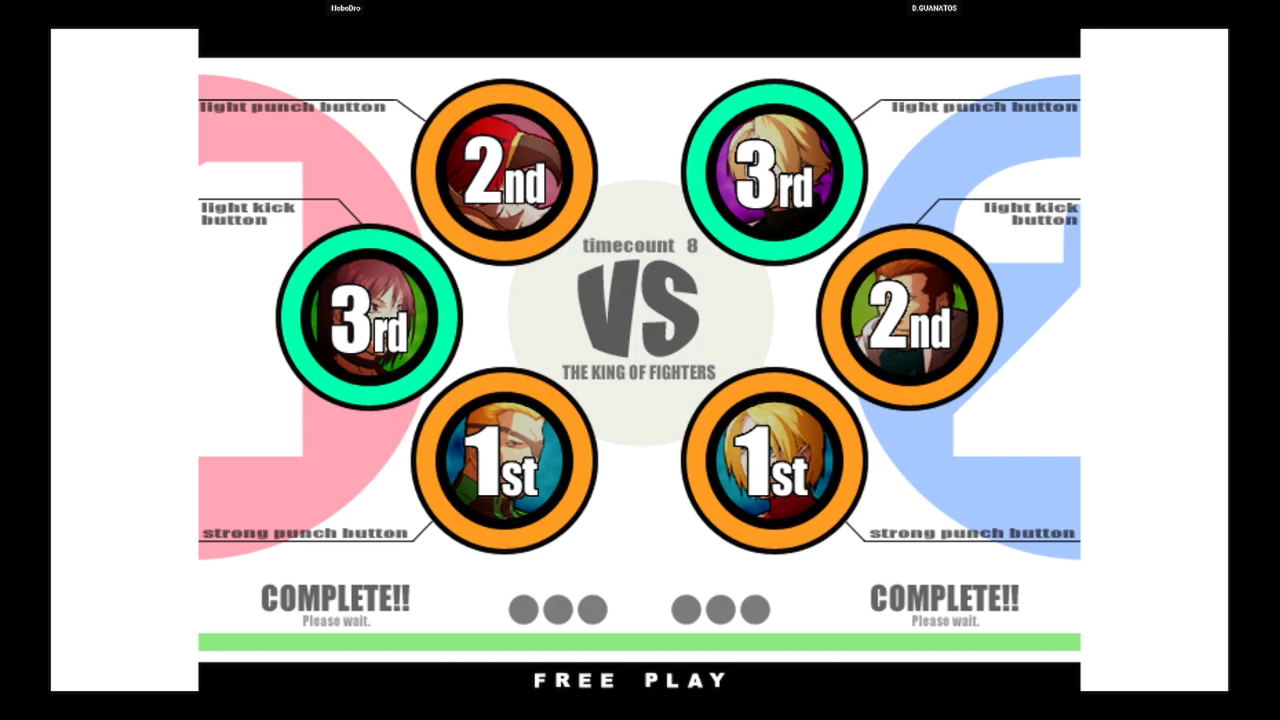 HoboDro
D.GUANATOS
light punch button
light punch button
2nd
3rd
light kick
button
light kick
button
timecount 8
VS
THE KING OF FIGHTERS
3rd
2nd
1st
1st
strong punch button
strong punch button
COMPLETE!!
Please wait.
COMPLETE!!
Please wait.
FREE PLAY